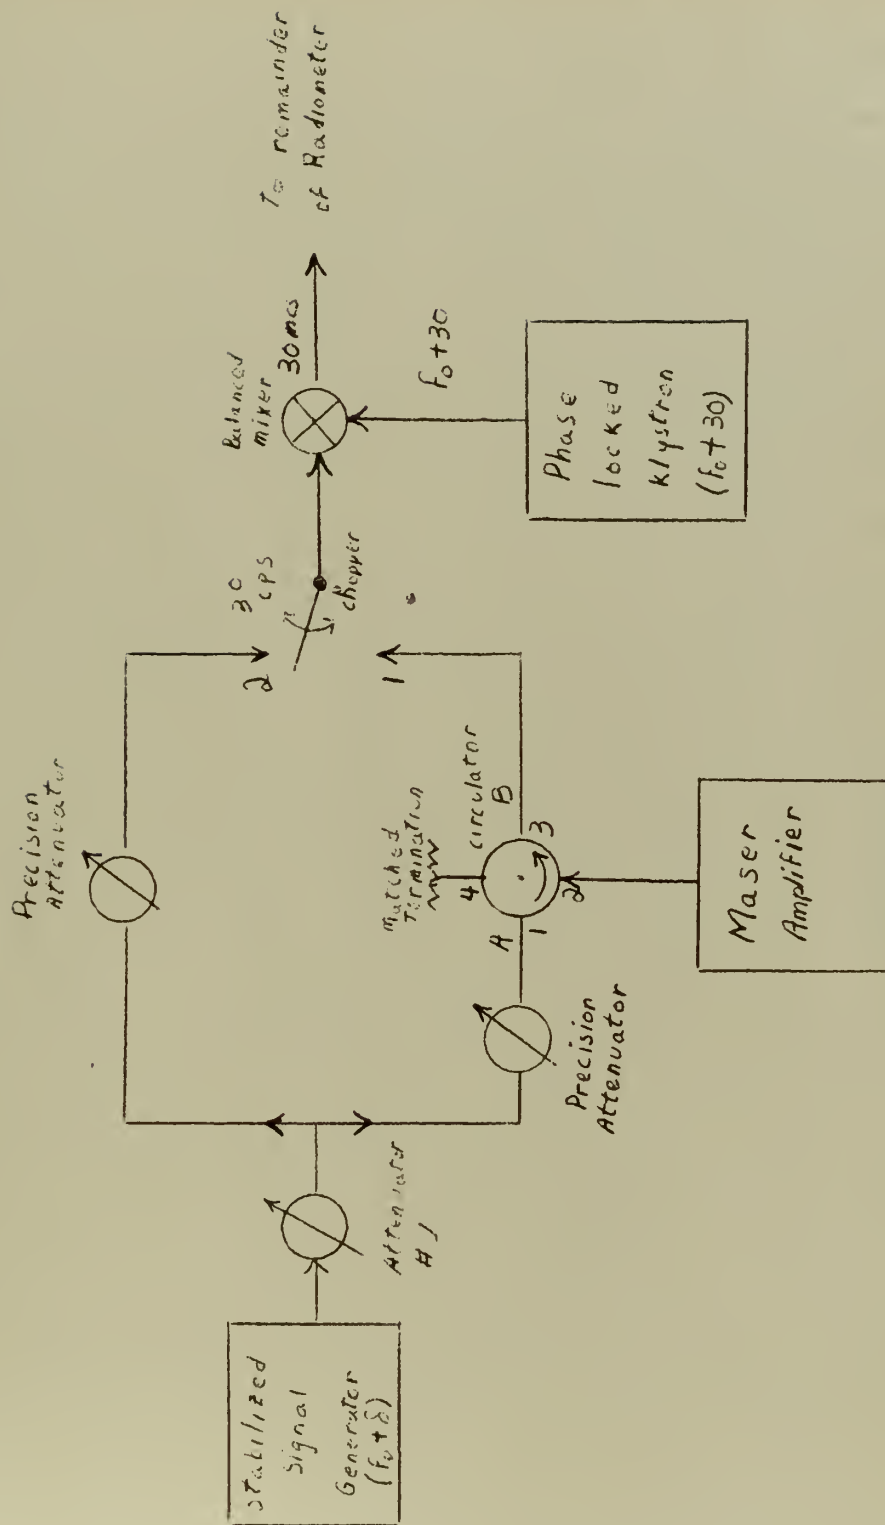 Stabilized
Signal
Generator
(f₀+δ)
Attenuator
#1
Precision
Attenuator
Precision
Attenuator
A
1
2
3
4
B
Matched
Termination
circulator
Maser
Amplifier
2
1
30
cps
chopper
Balanced
mixer
30 mcs
f₀+30
Phase
locked
klystron
(f₀+30)
To remainder
of Radiometer